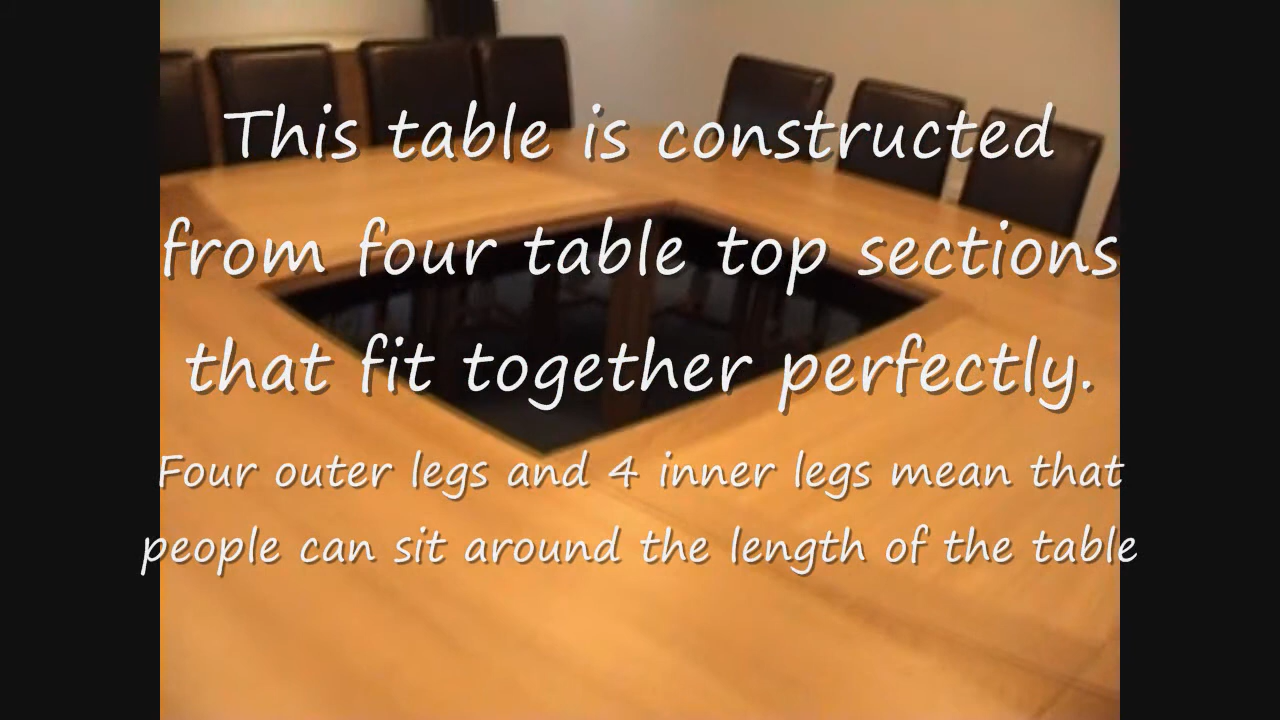 This table is constructed
from four table top sections
that fit together perfectly.
Four outer legs and 4 inner legs mean that
people can sit around the length of the table